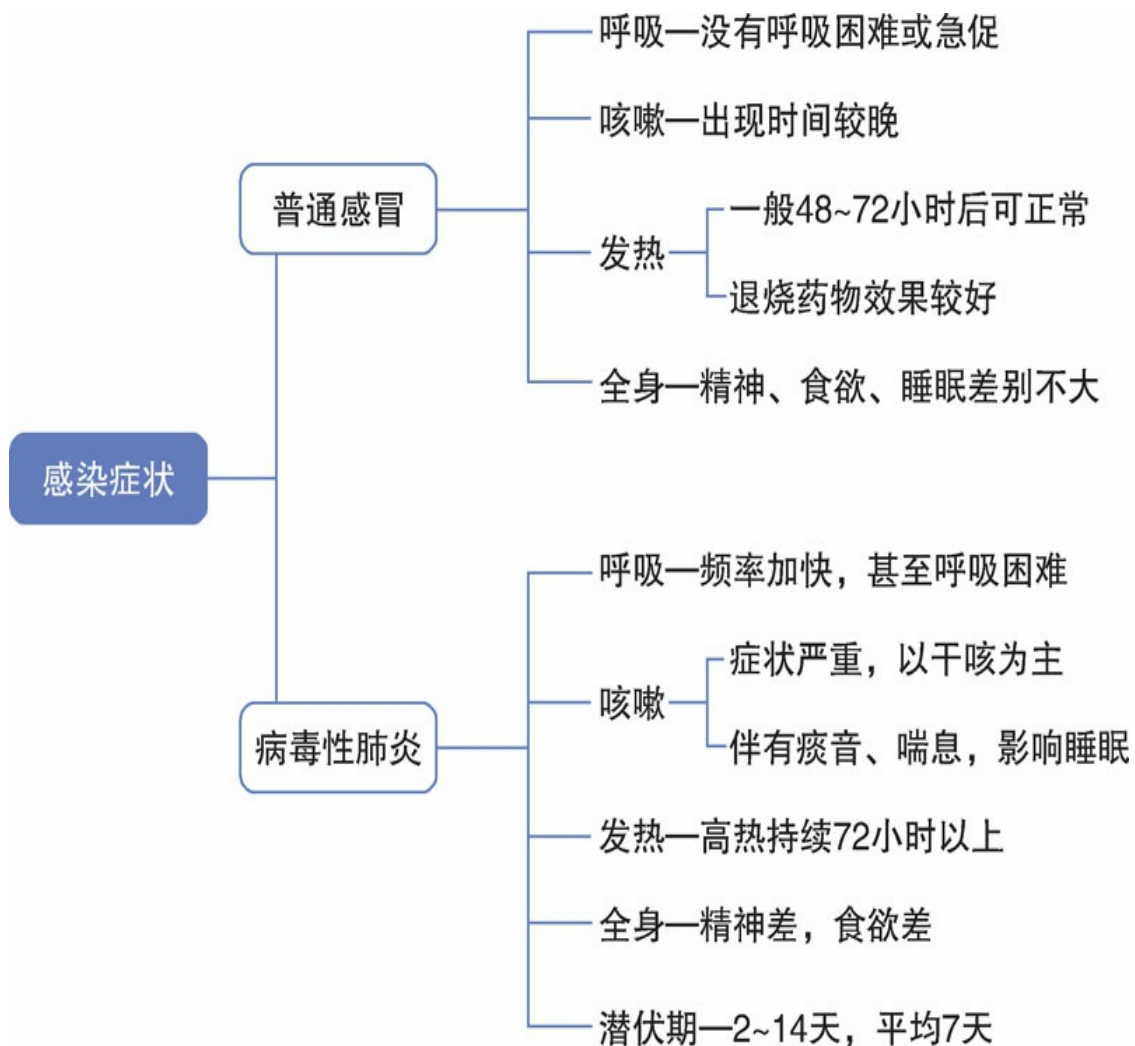 感染症状
普通感冒
呼吸—没有呼吸困难或急促
咳嗽—出现时间较晚
发热
一般48~72小时后可正常
退烧药物效果较好
全身—精神、食欲、睡眠差别不大
病毒性肺炎
呼吸—频率加快，甚至呼吸困难
咳嗽
症状严重，以干咳为主
伴有痰音、喘息，影响睡眠
发热—高热持续72小时以上
全身—精神差，食欲差
潜伏期—2~14天，平均7天